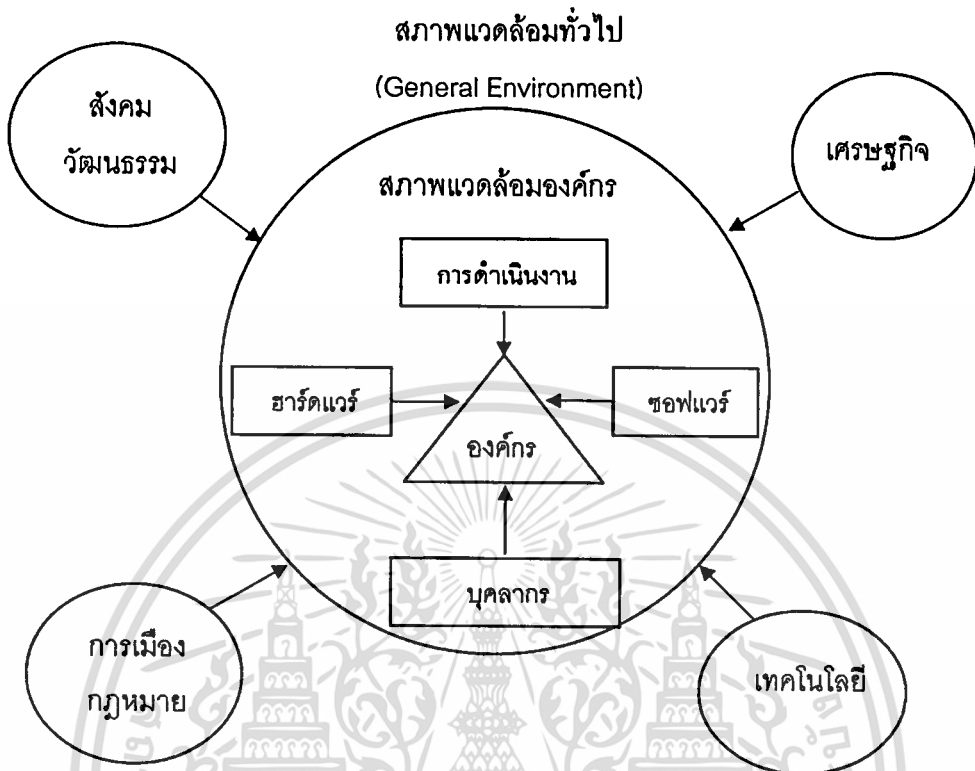 สภาพแวดล้อมทั่วไป
(General Environment)
สังคม
วัฒนธรรม
เศรษฐกิจ
สภาพแวดล้อมองค์กร
การดำเนินงาน
ฮาร์ดแวร์
ซอฟแวร์
องค์กร
บุคลากร
การเมือง
กฎหมาย
เทคโนโลยี